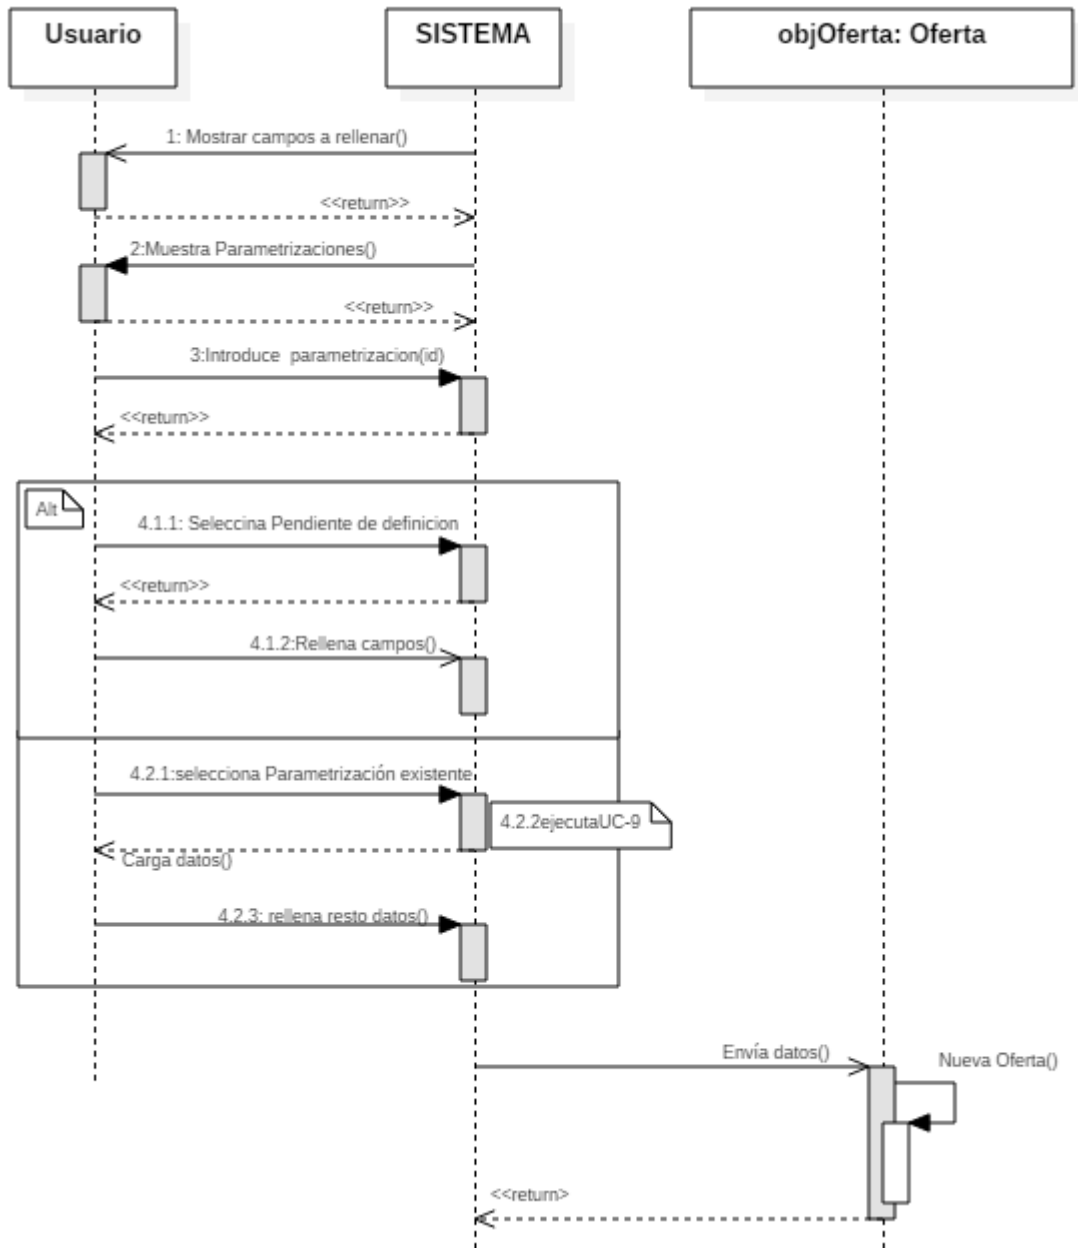 Usuario
SISTEMA
objOferta: Oferta
1: Mostrar campos a rellenar()
<<return>>
2:Muestra Parametrizaciones()
<<return>>
3:Introduce parametrizacion(id)
<<return>>
Alt
4.1.1: Seleccina Pendiente de definicion
<<return>>
4.1.2:Rellena campos()
4.2.1:selecciona Parametrización existente
4.2.2ejecutaUC-9
Carga datos()
4.2.3: rellena resto datos()
Envía datos()
Nueva Oferta()
<<return>